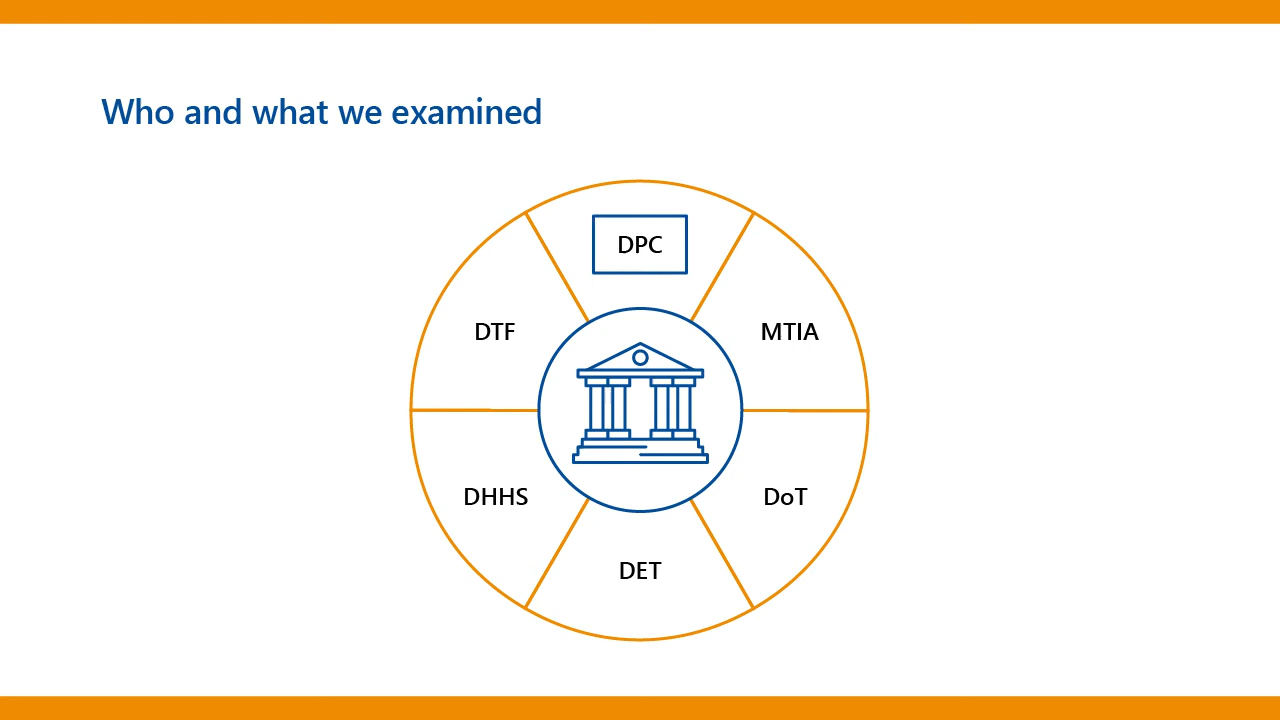 Who and what we examined
DPC
DTF
MTIA
DHHS
DoT
DET